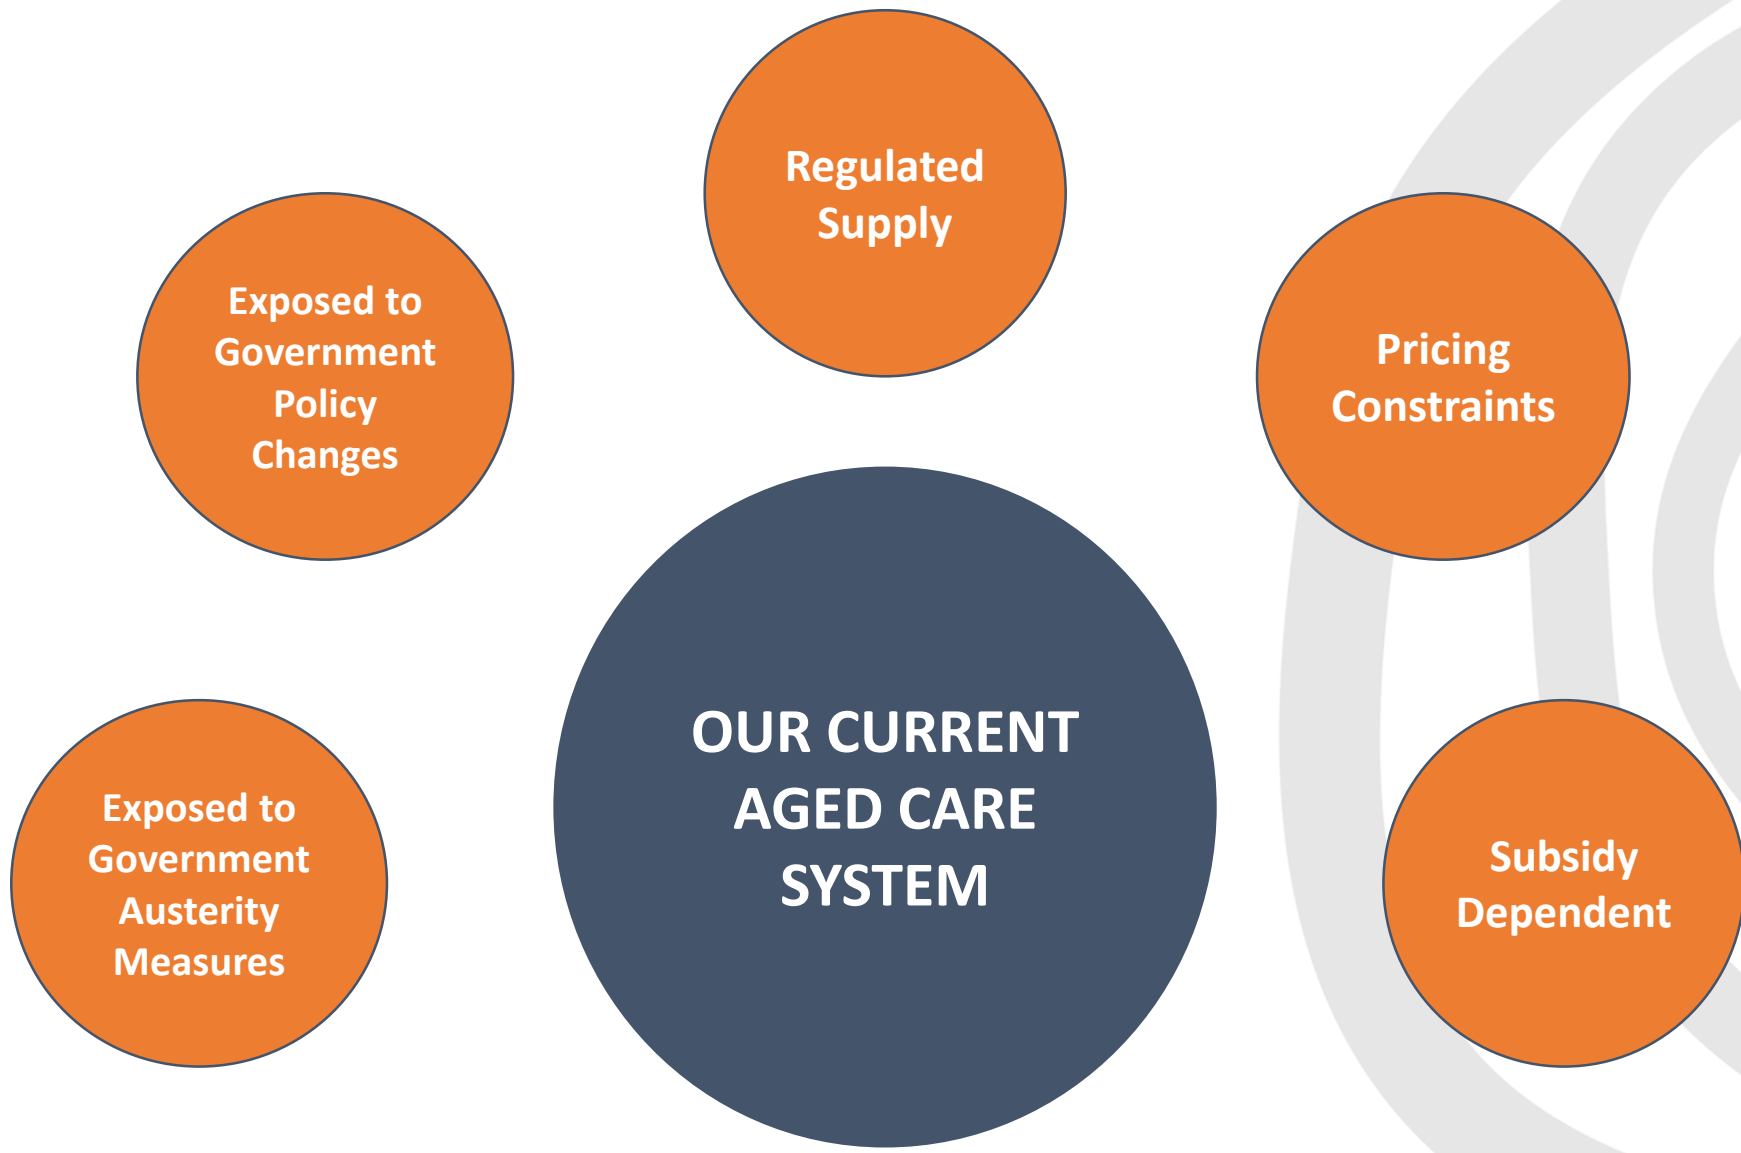 Regulated
Supply
Exposed to
Government
Policy
Changes
Pricing
Constraints
OUR CURRENT
AGED CARE
SYSTEM
Exposed to
Government
Austerity
Measures
Subsidy
Dependent